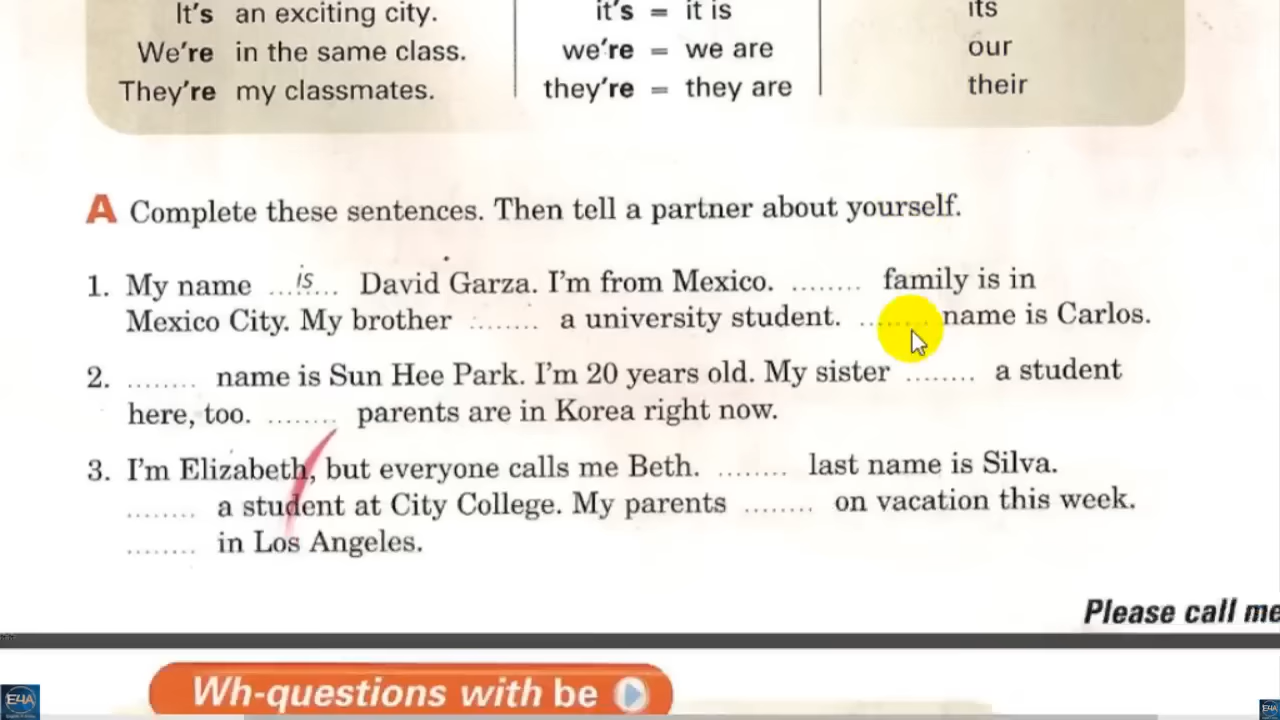 It's an exciting city. it's = it is its
We're in the same class. we're = we are our
They're my classmates. they're = they are their
A Complete these sentences. Then tell a partner about yourself.
1. My name ...is... David Garza. I'm from Mexico. ........ family is in
Mexico City. My brother ........ a university student. ........ name is Carlos.
2. ........ name is Sun Hee Park. I'm 20 years old. My sister ........ a student
here, too. ........ parents are in Korea right now.
3. I'm Elizabeth, but everyone calls me Beth. ........ last name is Silva.
........ a student at City College. My parents ........ on vacation this week.
........ in Los Angeles.
Please call me
Wh-questions with be
E4A
E4A